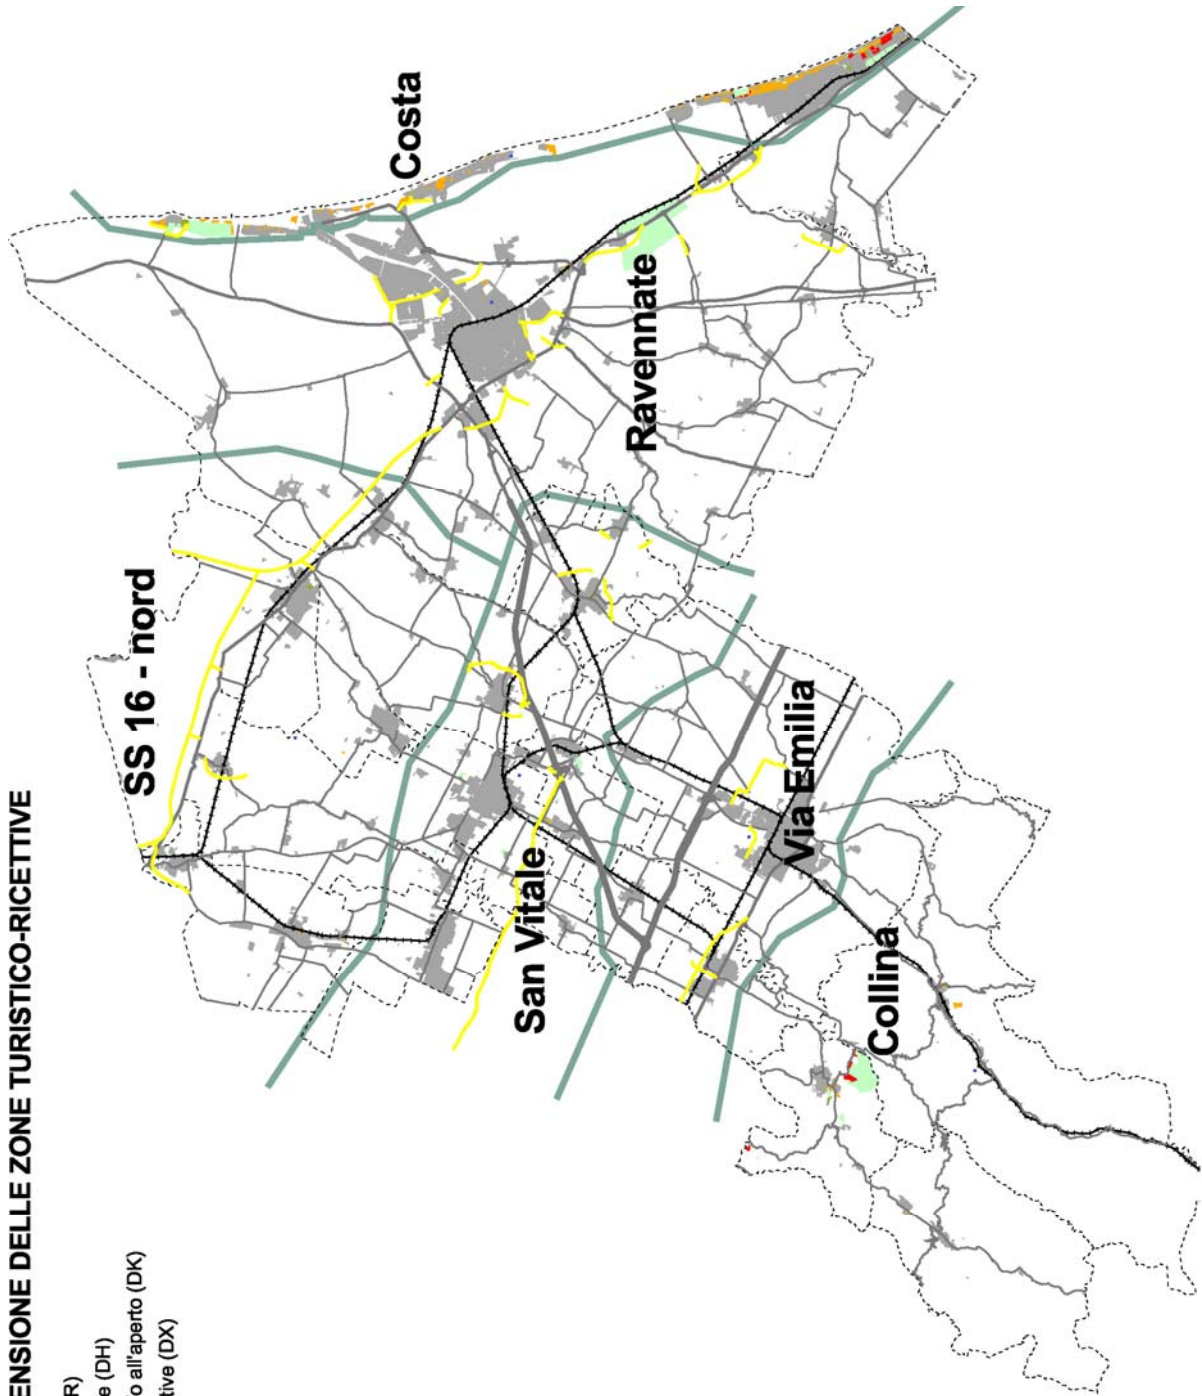 ENSIONE DELLE ZONE TURISTICO-RICETTIVE
R)
e (DH)
o all'aperto (DK)
tive (DX)
SS 16 - nord
Costa
Ravennate
San Vitale
Via Emilia
Collina